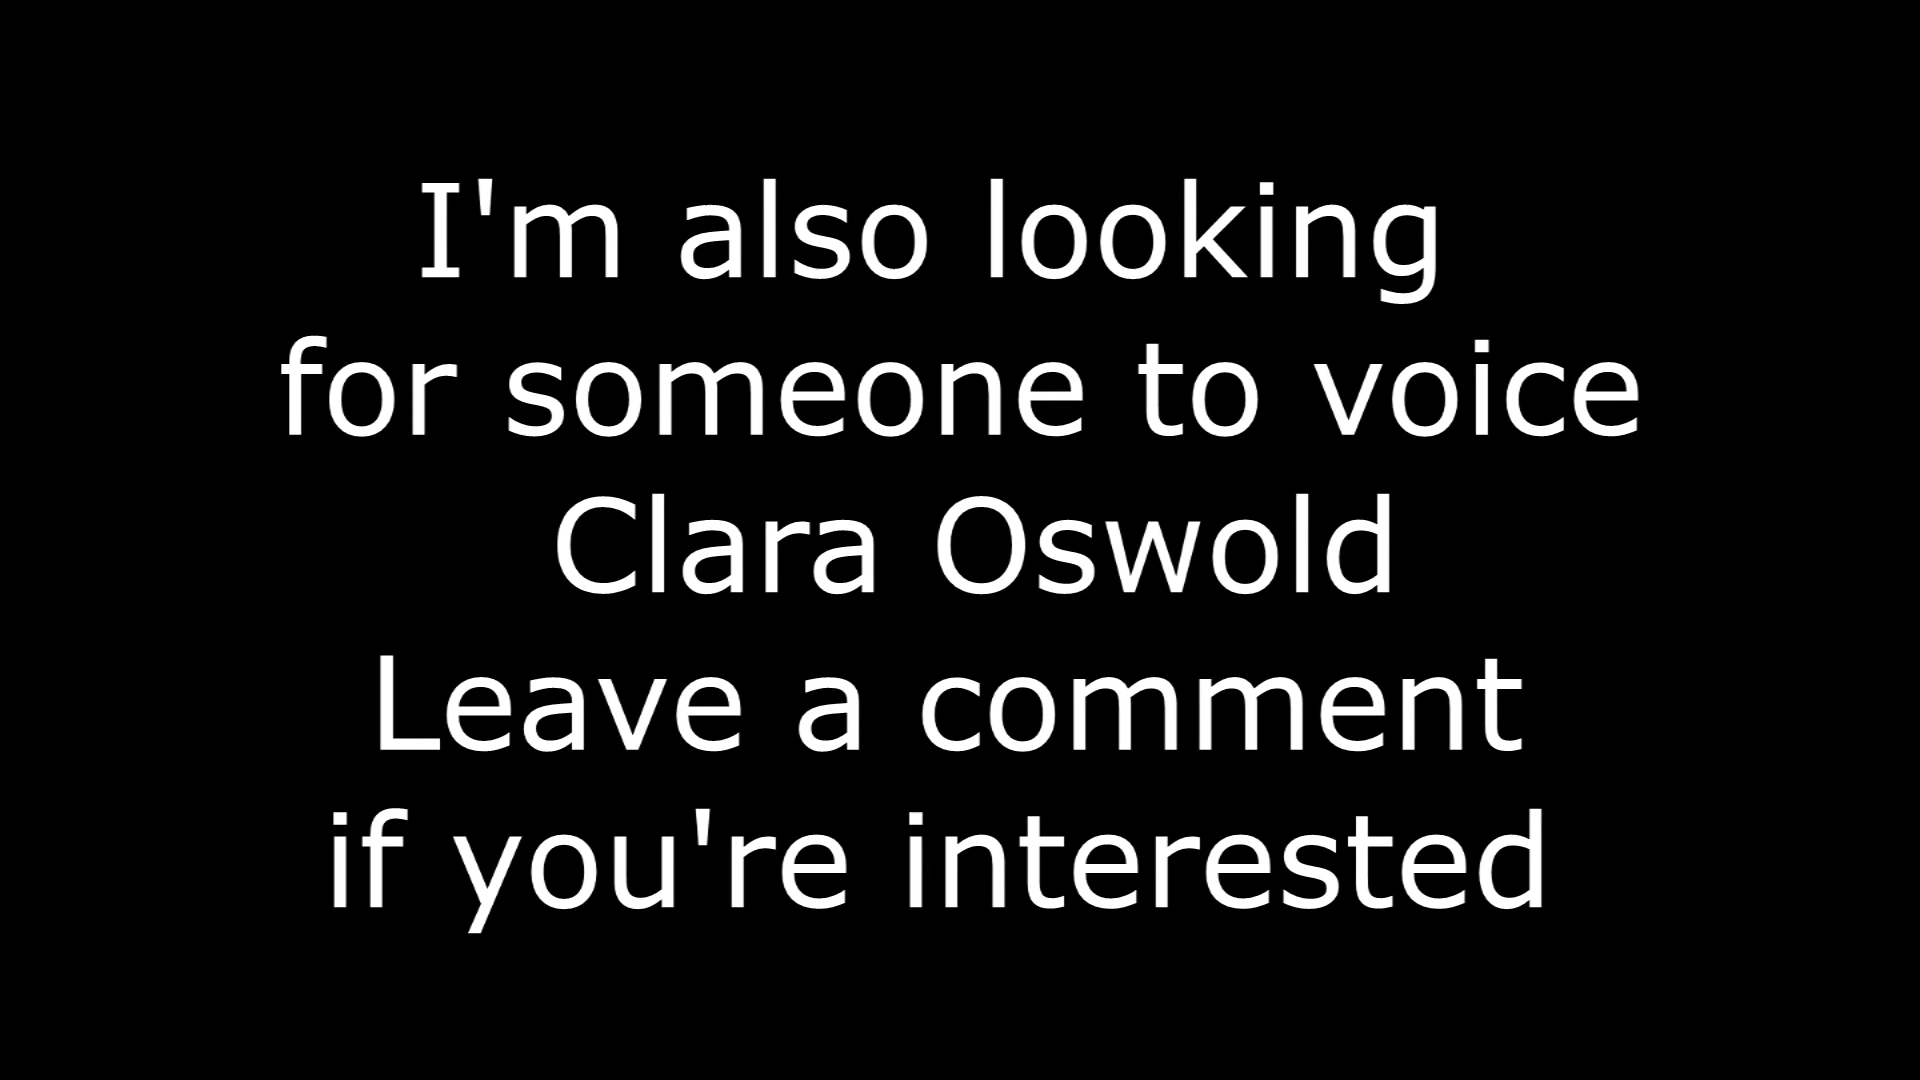 I'm also looking
for someone to voice
Clara Oswold
Leave a comment
if you're interested